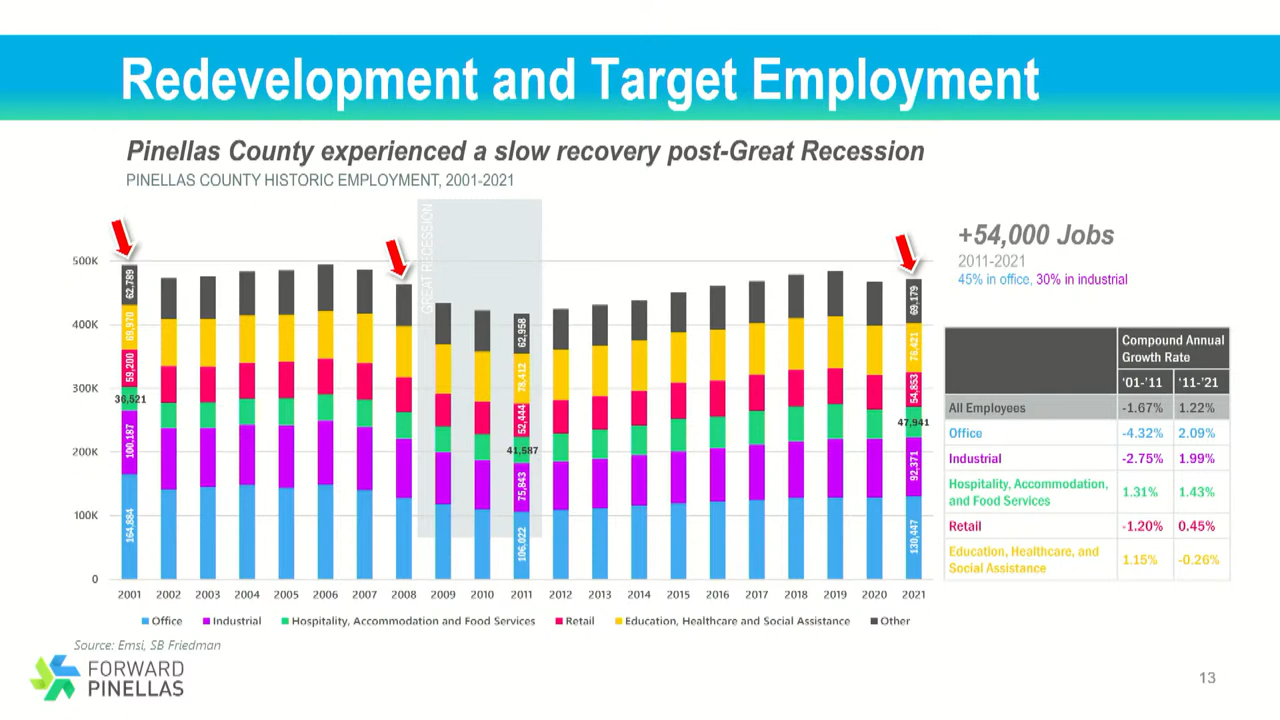 Redevelopment and Target Employment
Pinellas County experienced a slow recovery post-Great Recession
PINELLAS COUNTY HISTORIC EMPLOYMENT, 2001-2021
GREAT RECESSION
500K
400K
300K
200K
100K
0
62,789
69,970
59,200
36,521
100,187
164,884
62,958
78,412
52,444
41,587
75,843
106,022
69,179
76,421
54,853
47,941
92,371
130,447
2001 2002 2003 2004 2005 2006 2007 2008 2009 2010 2011 2012 2013 2014 2015 2016 2017 2018 2019 2020 2021
Office Industrial Hospitality, Accommodation and Food Services Retail Education, Healthcare and Social Assistance Other
+54,000 Jobs
2011-2021
45% in office, 30% in industrial
Compound Annual
Growth Rate
'01-'11 '11-'21
All Employees -1.67% 1.22%
Office -4.32% 2.09%
Industrial -2.75% 1.99%
Hospitality, Accommodation,
and Food Services 1.31% 1.43%
Retail -1.20% 0.45%
Education, Healthcare, and
Social Assistance 1.15% -0.26%
Source: Emsi, SB Friedman
FORWARD
PINELLAS
13